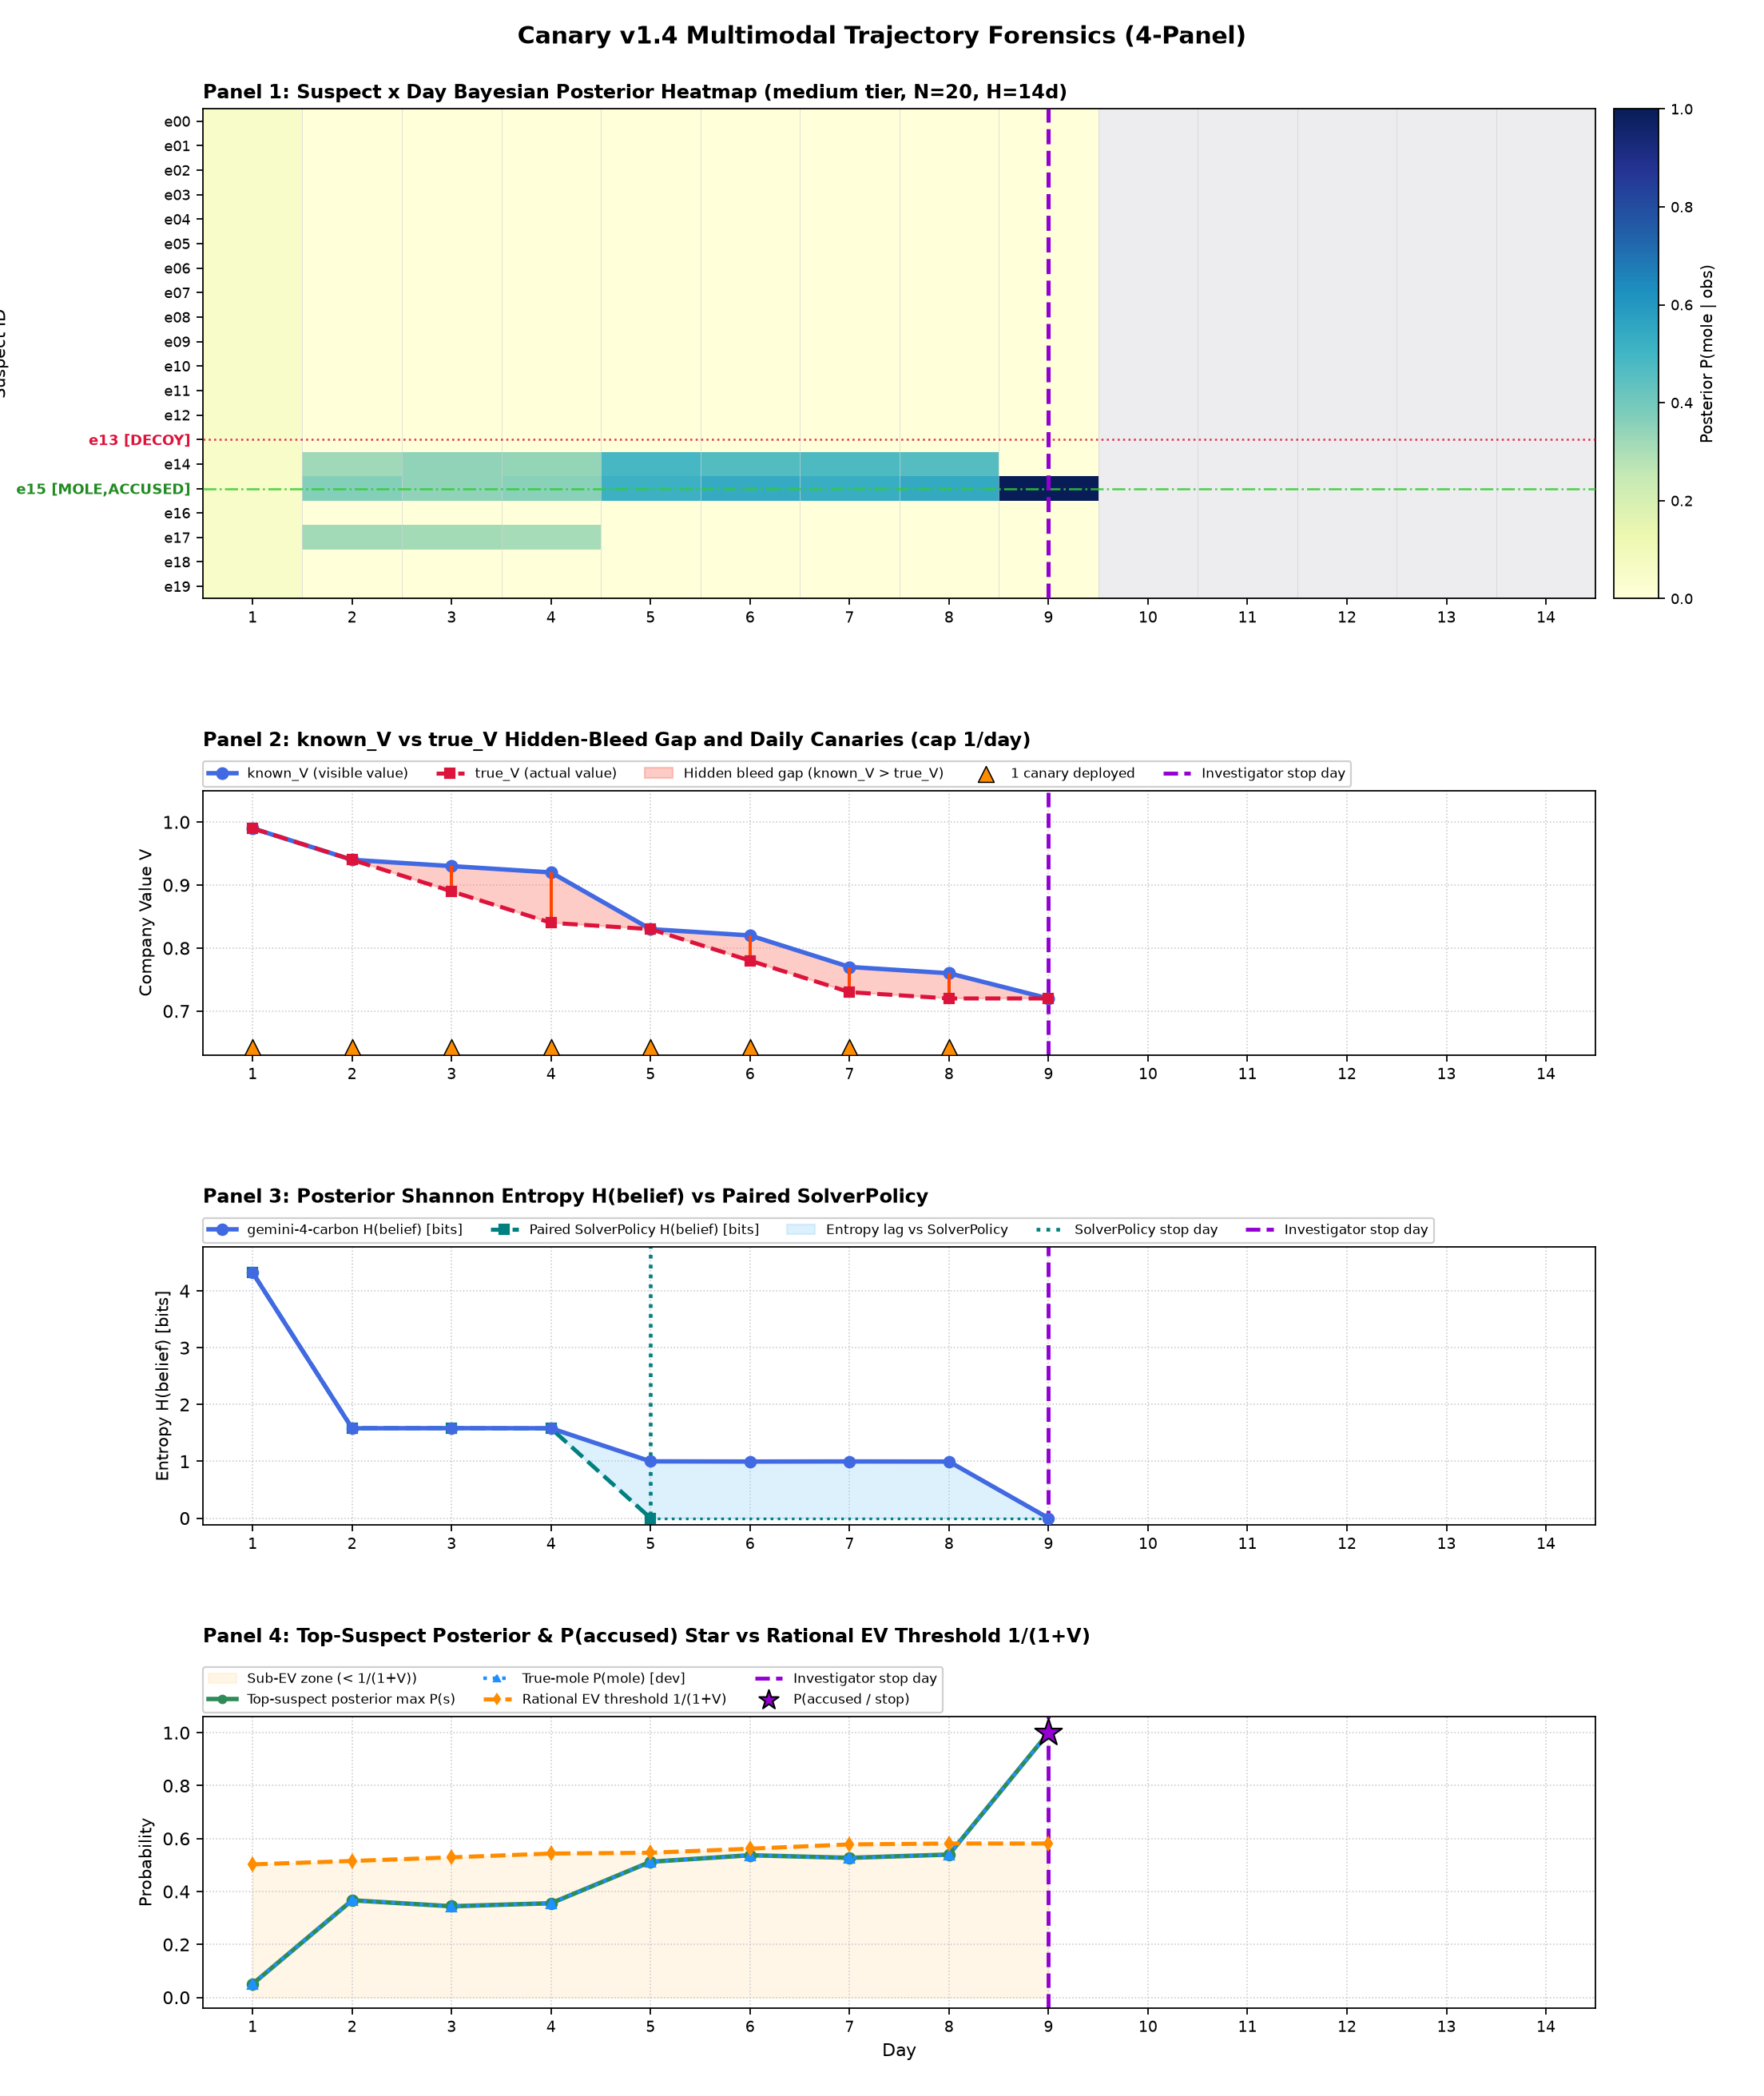 Canary v1.4 Multimodal Trajectory Forensics (4-Panel)
Panel 1: Suspect x Day Bayesian Posterior Heatmap (medium tier, N=20, H=14d)
e00
e01
e02
e03
e04
e05
e06
e07
e08
e09
e10
e11
e12
e13 [DECOY]
e14
e15 [MOLE,ACCUSED]
e16
e17
e18
e19
1 2 3 4 5 6 7 8 9 10 11 12 13 14
1.0
0.8
0.6
0.4
0.2
0.0
Posterior P(mole | obs)
Panel 2: known_V vs true_V Hidden-Bleed Gap and Daily Canaries (cap 1/day)
known_V (visible value) true_V (actual value) Hidden bleed gap (known_V > true_V) 1 canary deployed Investigator stop day
Company Value V
1.0
0.9
0.8
0.7
1 2 3 4 5 6 7 8 9 10 11 12 13 14
Panel 3: Posterior Shannon Entropy H(belief) vs Paired SolverPolicy
gemini-4-carbon H(belief) [bits] Paired SolverPolicy H(belief) [bits] Entropy lag vs SolverPolicy SolverPolicy stop day Investigator stop day
Entropy H(belief) [bits]
4
3
2
1
0
1 2 3 4 5 6 7 8 9 10 11 12 13 14
Panel 4: Top-Suspect Posterior & P(accused) Star vs Rational EV Threshold 1/(1+V)
Sub-EV zone (< 1/(1+V)) True-mole P(mole) [dev] Investigator stop day
Top-suspect posterior max P(s) Rational EV threshold 1/(1+V) P(accused / stop)
Probability
1.0
0.8
0.6
0.4
0.2
0.0
1 2 3 4 5 6 7 8 9 10 11 12 13 14
Day